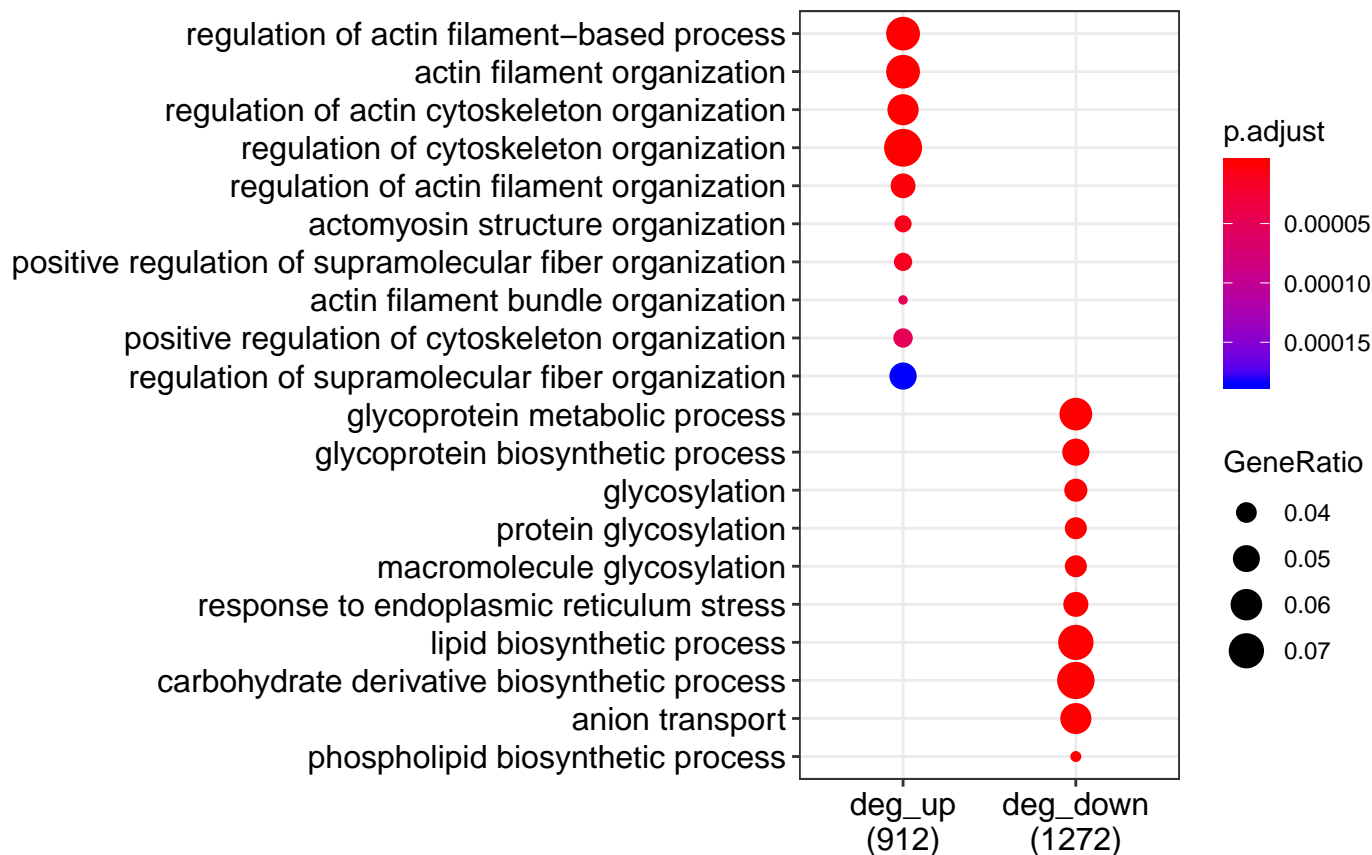 regulation of actin filament−based process
actin filament organization
regulation of actin cytoskeleton organization
regulation of cytoskeleton organization
regulation of actin filament organization
actomyosin structure organization
positive regulation of supramolecular fiber organization
actin filament bundle organization
positive regulation of cytoskeleton organization
regulation of supramolecular fiber organization
glycoprotein metabolic process
glycoprotein biosynthetic process
glycosylation
protein glycosylation
macromolecule glycosylation
response to endoplasmic reticulum stress
lipid biosynthetic process
carbohydrate derivative biosynthetic process
anion transport
phospholipid biosynthetic process
deg_up
(912)
deg_down
(1272)
p.adjust
0.00005
0.00010
0.00015
GeneRatio
0.04
0.05
0.06
0.07